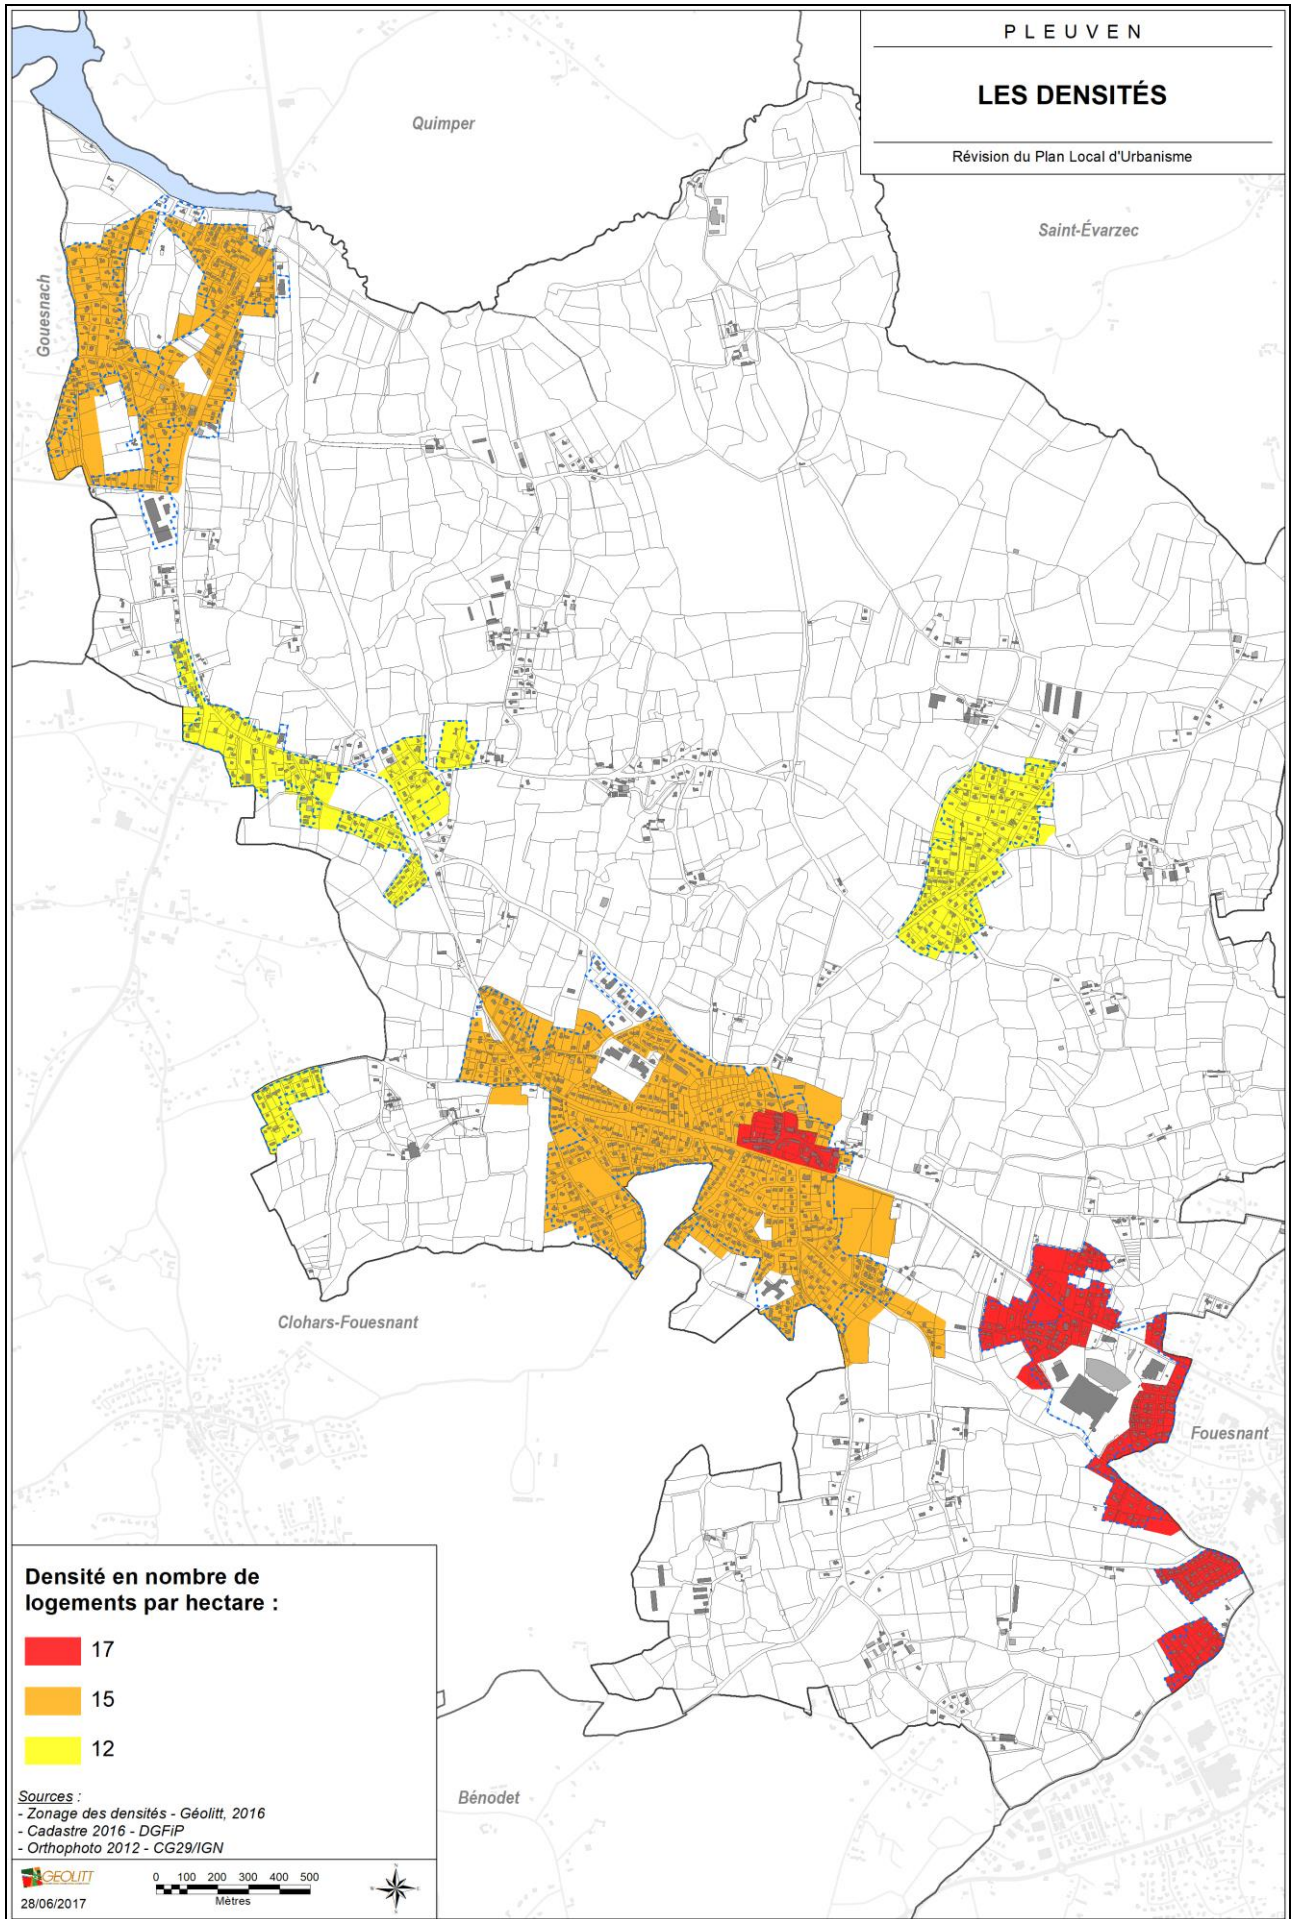 PLEUVEN
LES DENSITÉS
Révision du Plan Local d'Urbanisme
Quimper
Saint-Évarzec
Gouesnach
Clohars-Fouesnant
Fouesnant
Bénodet
Densité en nombre de
logements par hectare :
17
15
12
Sources :
- Zonage des densités - Géolitt, 2016
- Cadastre 2016 - DGFiP
- Orthophoto 2012 - CG29/IGN
GEOLITT
28/06/2017
0 100 200 300 400 500
Mètres